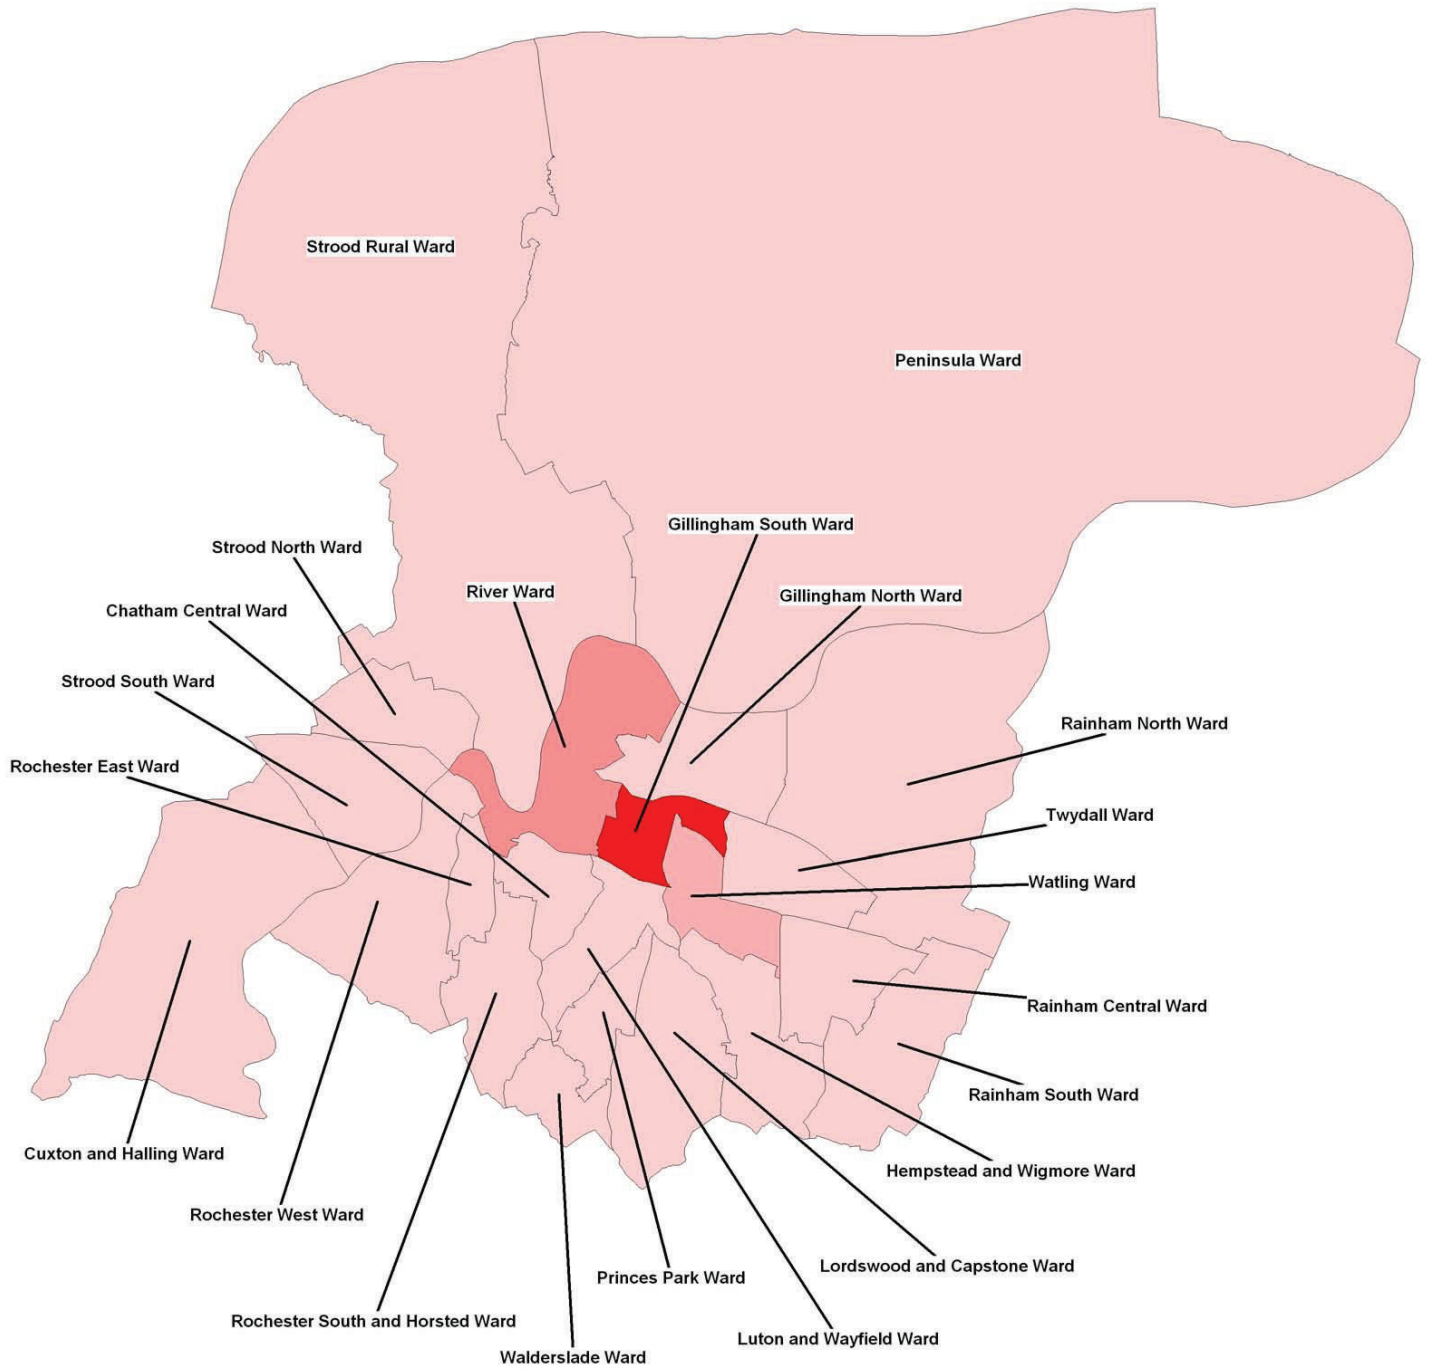 Strood Rural Ward
Peninsula Ward
Gillingham South Ward
Strood North Ward
River Ward
Gillingham North Ward
Chatham Central Ward
Strood South Ward
Rainham North Ward
Rochester East Ward
Twydall Ward
Watling Ward
Rainham Central Ward
Rainham South Ward
Cuxton and Halling Ward
Hempstead and Wigmore Ward
Rochester West Ward
Lordswood and Capstone Ward
Princes Park Ward
Rochester South and Horsted Ward
Luton and Wayfield Ward
Walderslade Ward